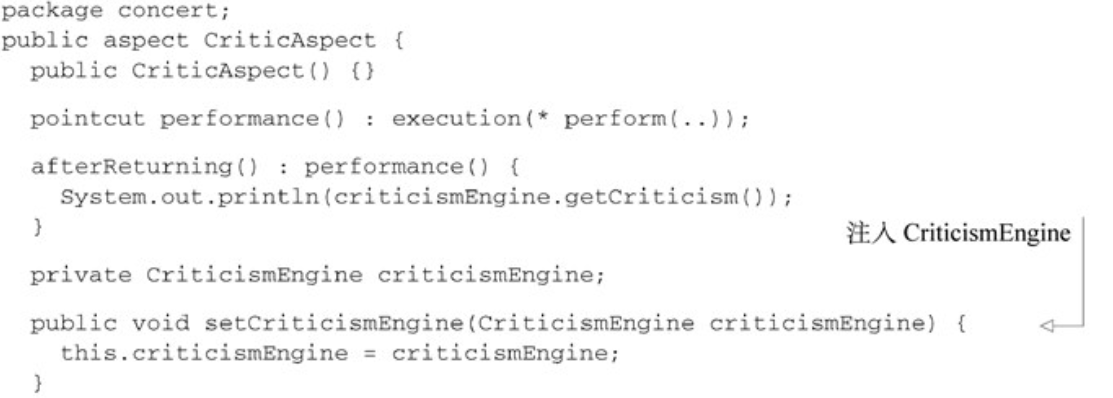 package concert;
public aspect CriticAspect {
  public CriticAspect() {}
  pointcut performance() : execution(* perform(..));
  afterReturning() : performance() {
    System.out.println(criticismEngine.getCriticism());
  }
注入 CriticismEngine
  private CriticismEngine criticismEngine;
  public void setCriticismEngine(CriticismEngine criticismEngine) {
    this.criticismEngine = criticismEngine;
  }